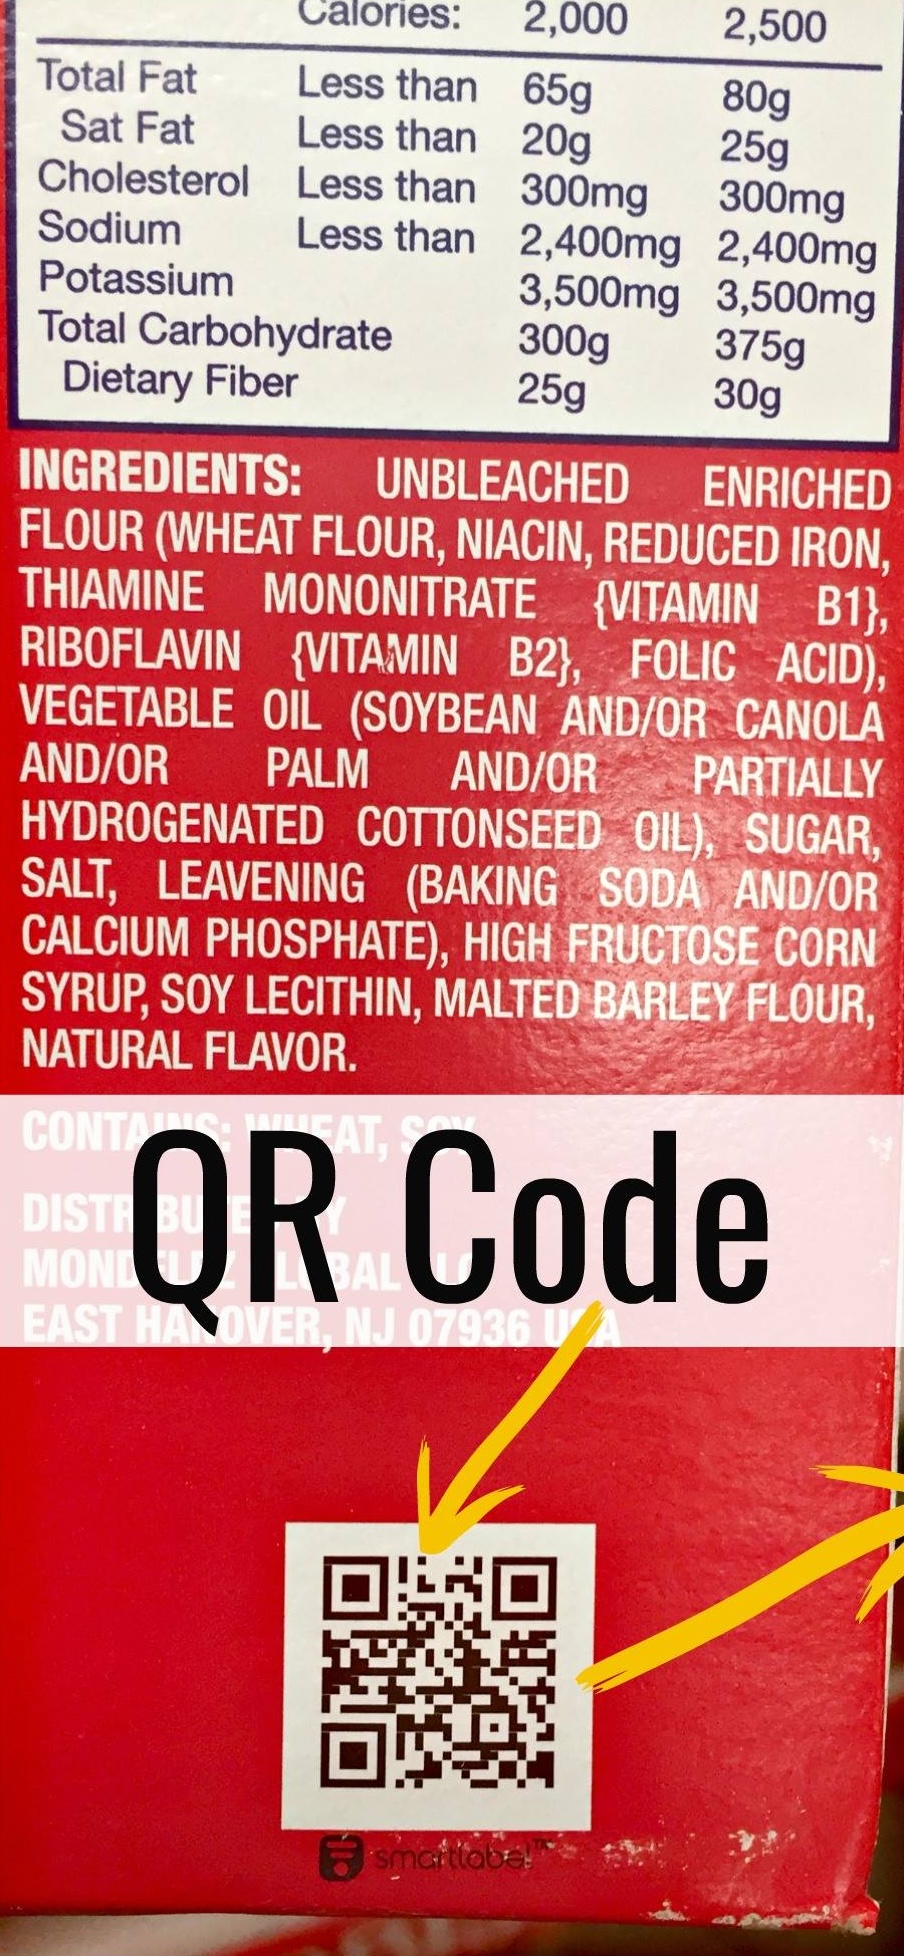 Calories: 2,000 2,500
Total Fat Less than 65g 80g
Sat Fat Less than 20g 25g
Cholesterol Less than 300mg 300mg
Sodium Less than 2,400mg 2,400mg
Potassium 3,500mg 3,500mg
Total Carbohydrate 300g 375g
Dietary Fiber 25g 30g
INGREDIENTS: UNBLEACHED ENRICHED
FLOUR (WHEAT FLOUR, NIACIN, REDUCED IRON,
THIAMINE MONONITRATE {VITAMIN B1},
RIBOFLAVIN {VITAMIN B2}, FOLIC ACID),
VEGETABLE OIL (SOYBEAN AND/OR CANOLA
AND/OR PALM AND/OR PARTIALLY
HYDROGENATED COTTONSEED OIL), SUGAR,
SALT, LEAVENING (BAKING SODA AND/OR
CALCIUM PHOSPHATE), HIGH FRUCTOSE CORN
SYRUP, SOY LECITHIN, MALTED BARLEY FLOUR,
NATURAL FLAVOR.
CONTAINS: WHEAT, SOY
QR Code
EAST HANOVER, NJ 07936 USA
smartlabel™